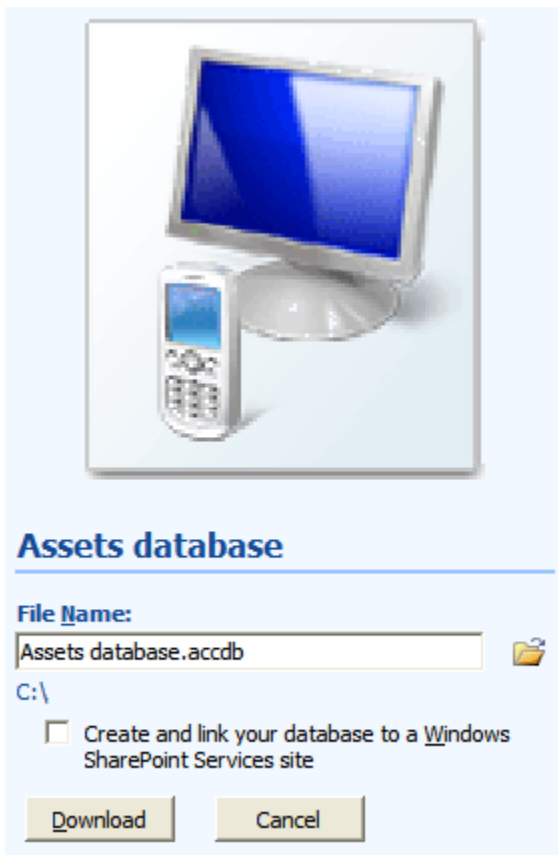 Assets database
File Name:
Assets database.accdb
C:\
Create and link your database to a Windows
SharePoint Services site
Download
Cancel